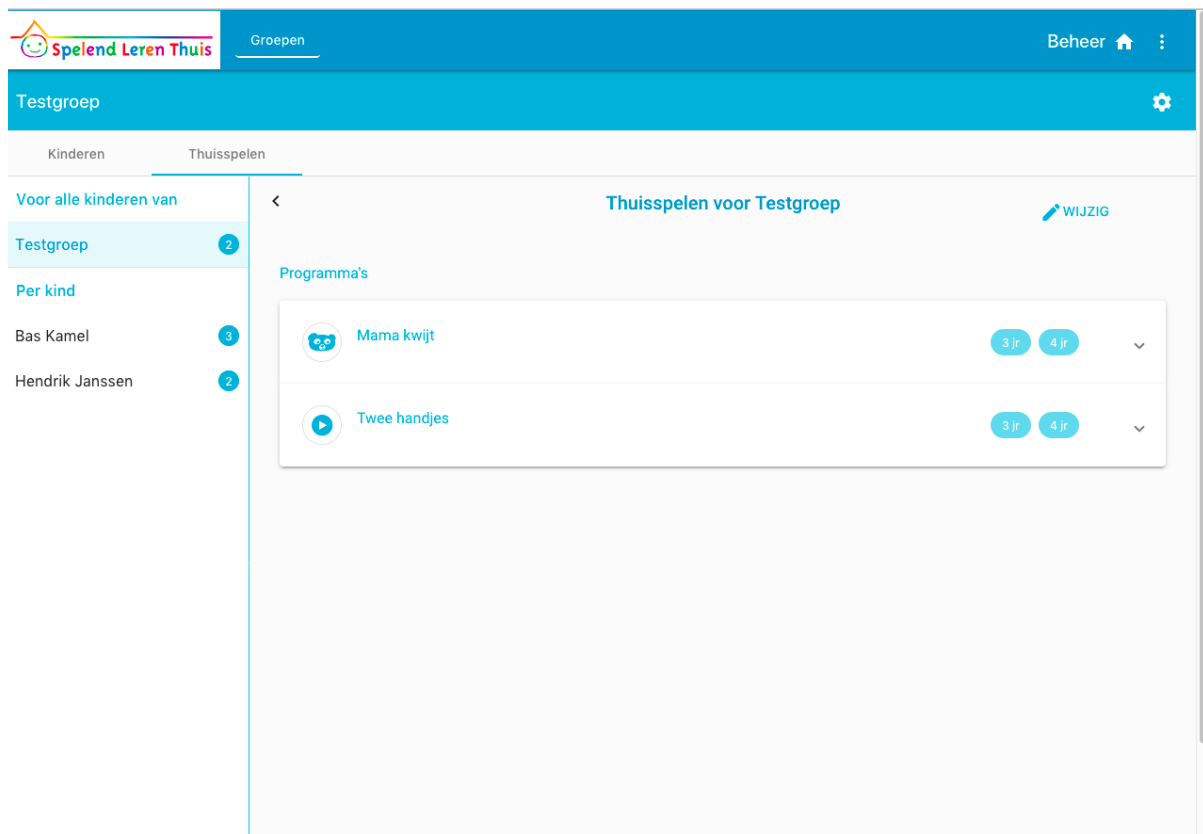 Spelend Leren Thuis
Groepen
Beheer
Testgroep
Kinderen
Thuisspelen
Voor alle kinderen van
Testgroep 2
Per kind
Bas Kamel 3
Hendrik Janssen 2
Thuisspelen voor Testgroep
WIJZIG
Programma's
Mama kwijt 3 jr 4 jr
Twee handjes 3 jr 4 jr